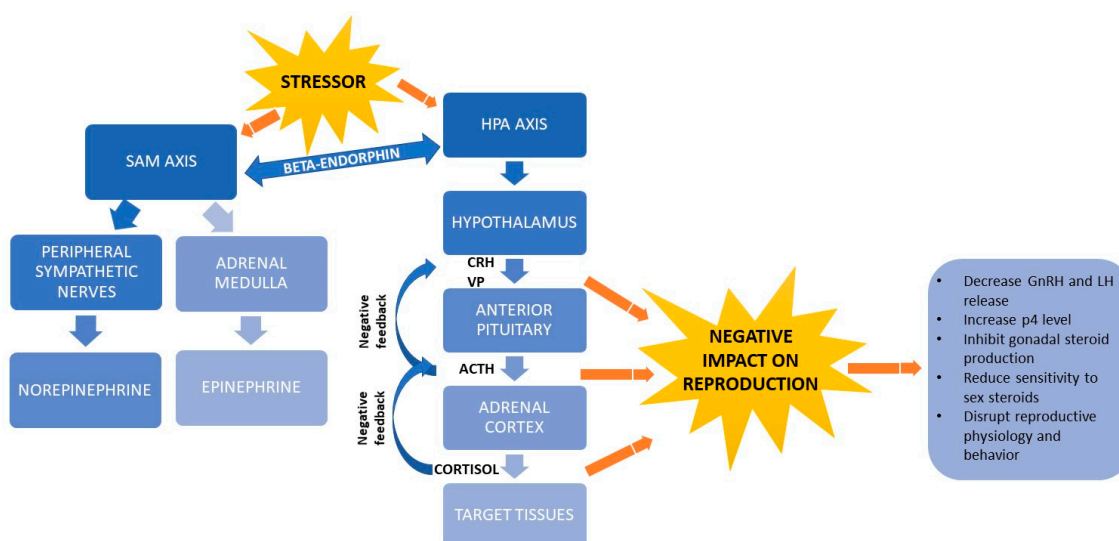 STRESSOR
HPA AXIS
SAM AXIS
BETA-ENDORPHIN
HYPOTHALAMUS
PERIPHERAL
SYMPATHETIC
NERVES
ADRENAL
MEDULLA
CRH
VP
Negative
feedback
ANTERIOR
PITUITARY
NEGATIVE
IMPACT ON
REPRODUCTION
• Decrease GnRH and LH
release
• Increase p4 level
• Inhibit gonadal steroid
production
• Reduce sensitivity to
sex steroids
• Disrupt reproductive
physiology and
behavior
NOREPINEPHRINE
EPINEPHRINE
ACTH
Negative
feedback
ADRENAL
CORTEX
CORTISOL
TARGET TISSUES